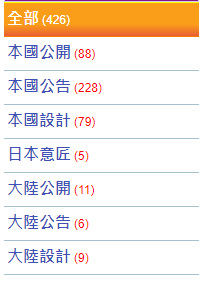 全部 (426)
本國公開 (88)
本國公告 (228)
本國設計 (79)
日本意匠 (5)
大陸公開 (11)
大陸公告 (6)
大陸設計 (9)